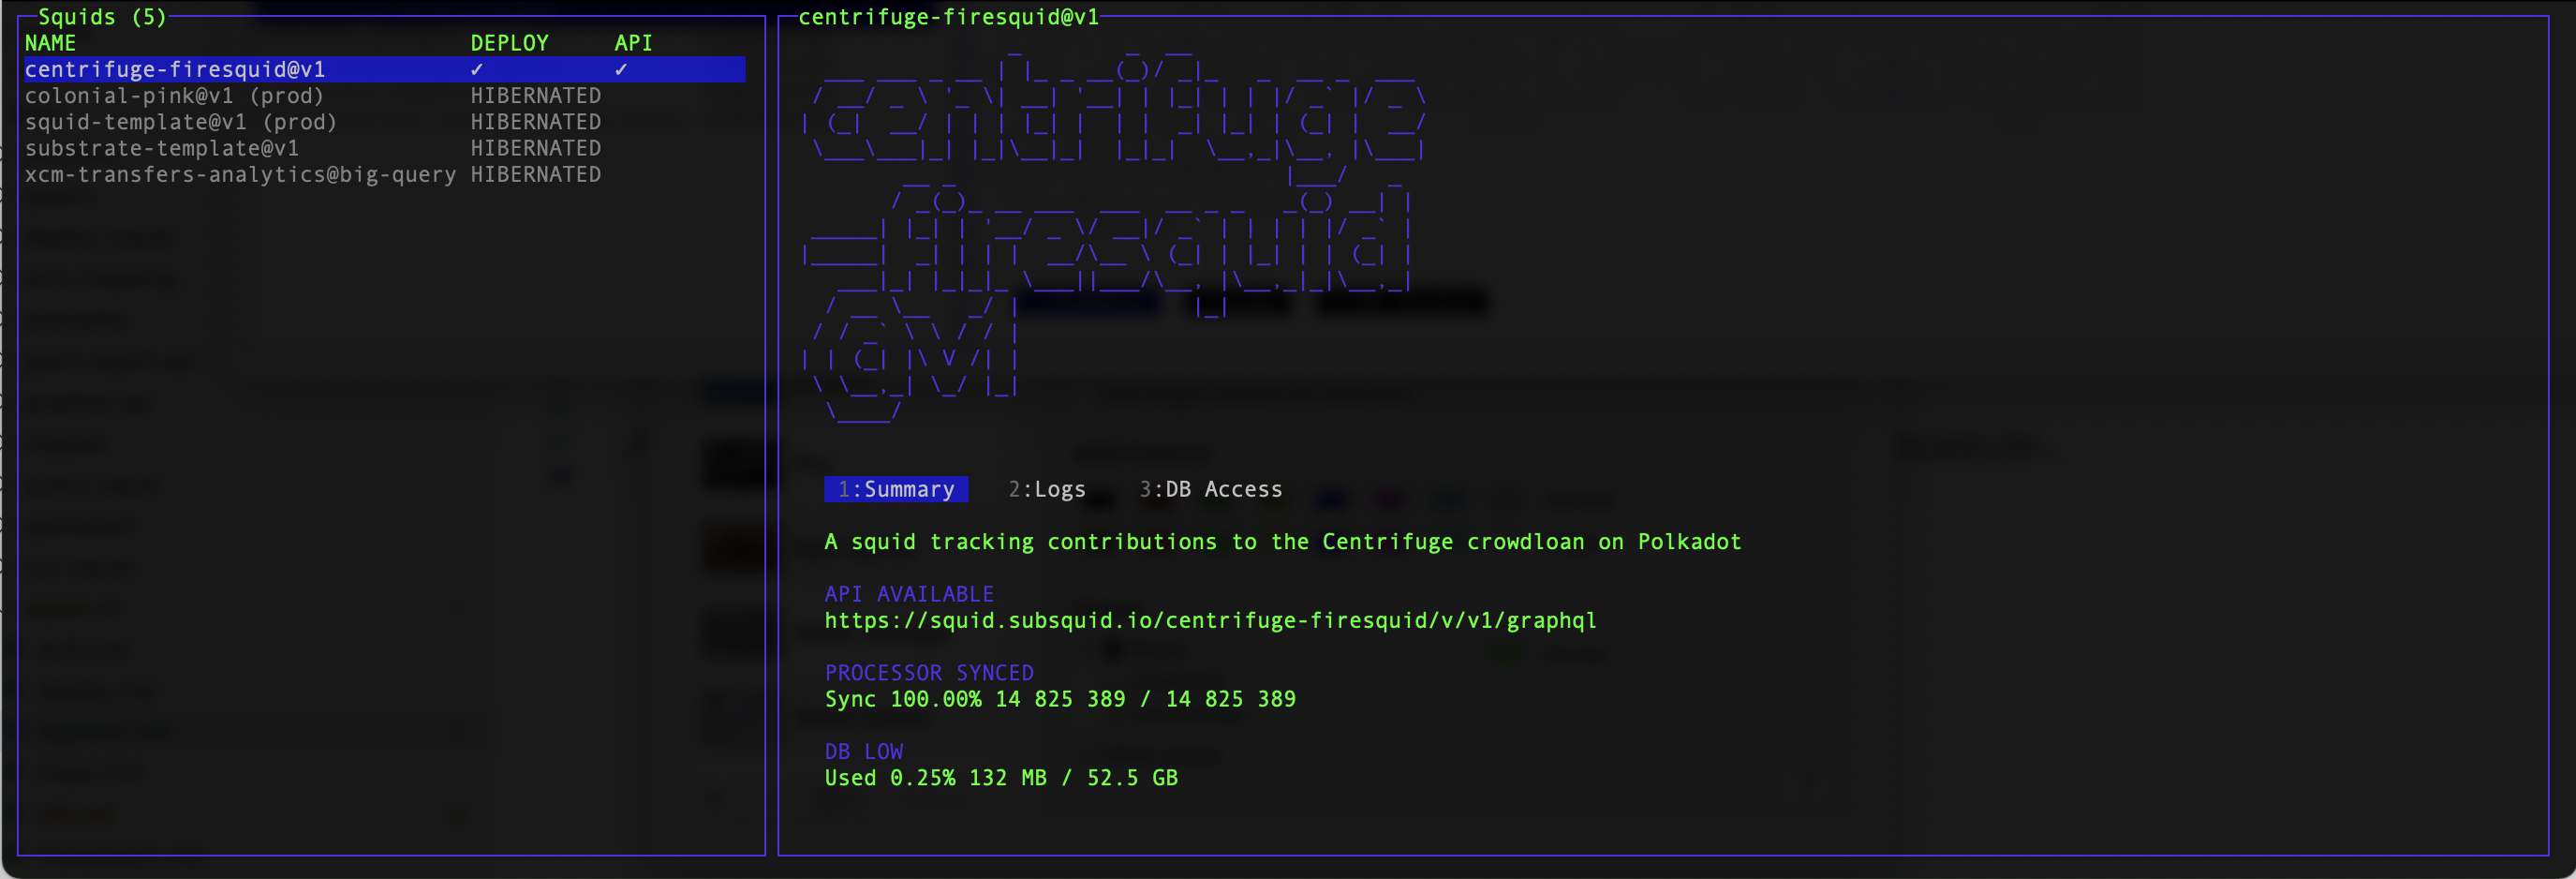 Squids (5)
NAME DEPLOY API
centrifuge-firesquid@v1 ✓ ✓
colonial-pink@v1 (prod) HIBERNATED
squid-template@v1 (prod) HIBERNATED
substrate-template@v1 HIBERNATED
xcm-transfers-analytics@big-query HIBERNATED
centrifuge-firesquid@v1
centrifuge
-firesquid
@v1
1:Summary 2:Logs 3:DB Access
A squid tracking contributions to the Centrifuge crowdloan on Polkadot
API AVAILABLE
https://squid.subsquid.io/centrifuge-firesquid/v/v1/graphql
PROCESSOR SYNCED
Sync 100.00% 14 825 389 / 14 825 389
DB LOW
Used 0.25% 132 MB / 52.5 GB